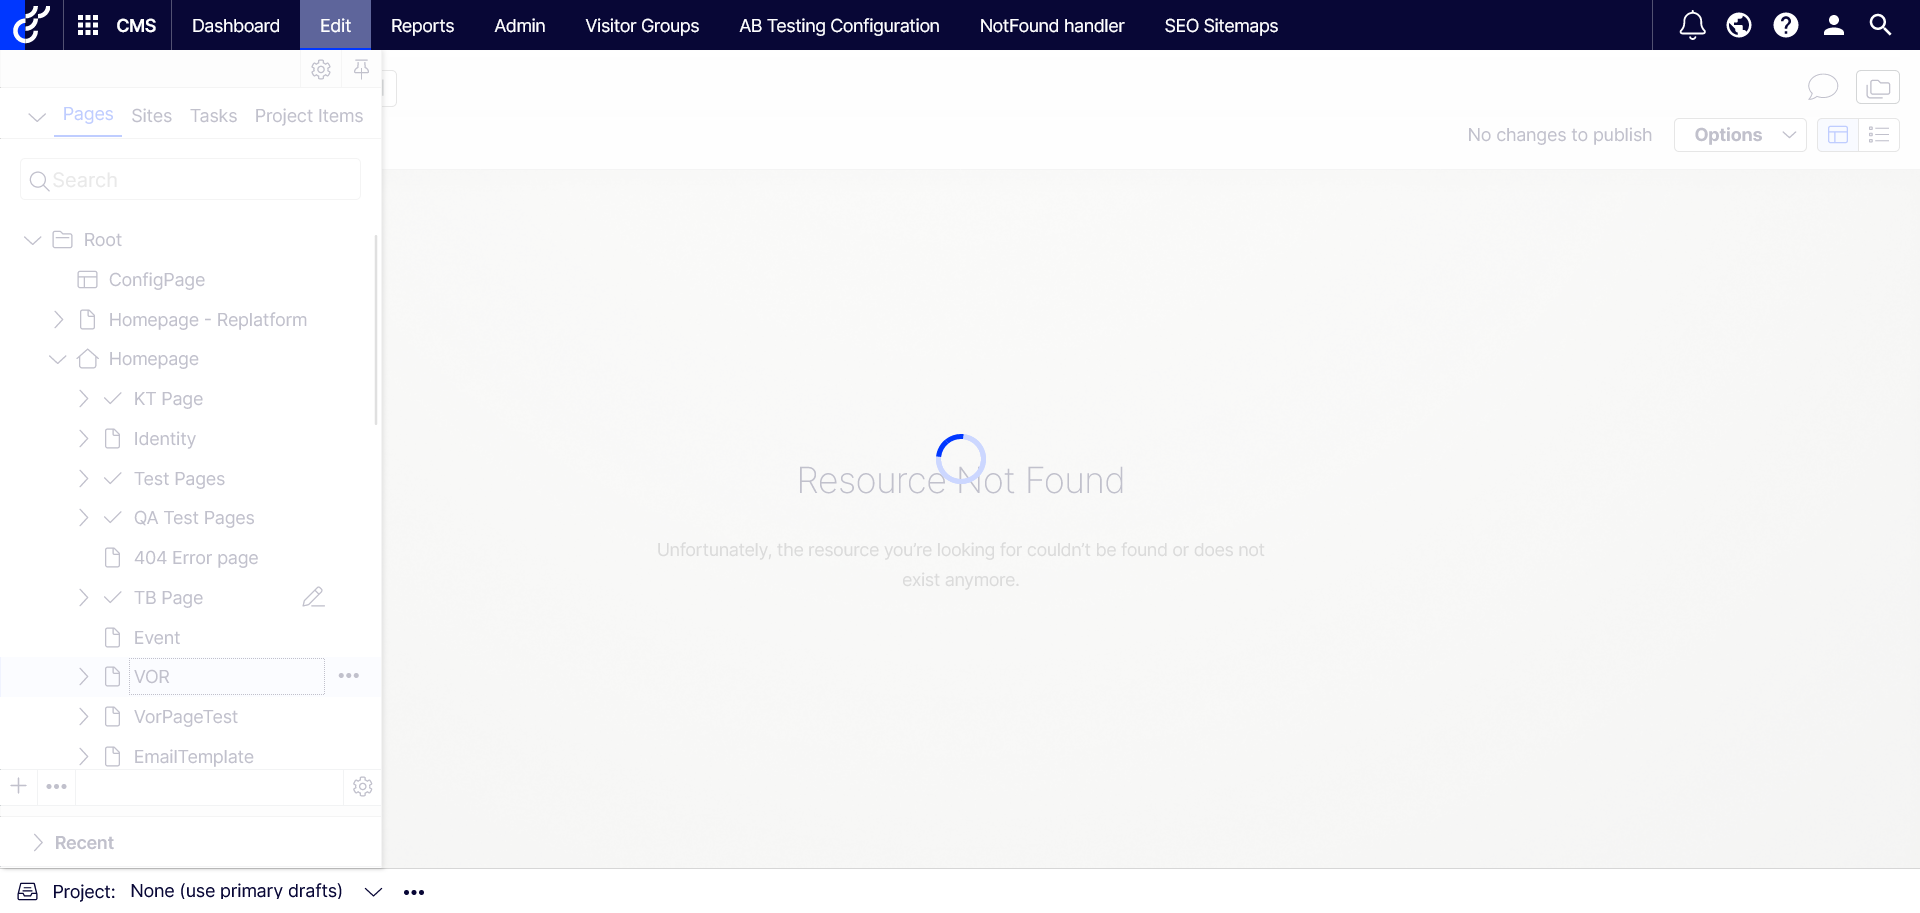 CMS
Dashboard
Edit
Reports
Admin
Visitor Groups
AB Testing Configuration
NotFound handler
SEO Sitemaps
Pages
Sites
Tasks
Project Items
No changes to publish
Options
Search
Root
ConfigPage
Homepage - Replatform
Homepage
KT Page
Identity
Test Pages
QA Test Pages
404 Error page
TB Page
Event
VOR
VorPageTest
EmailTemplate
Recent
Resource Not Found
Unfortunately, the resource you're looking for couldn't be found or does not
exist anymore.
Project: None (use primary drafts)